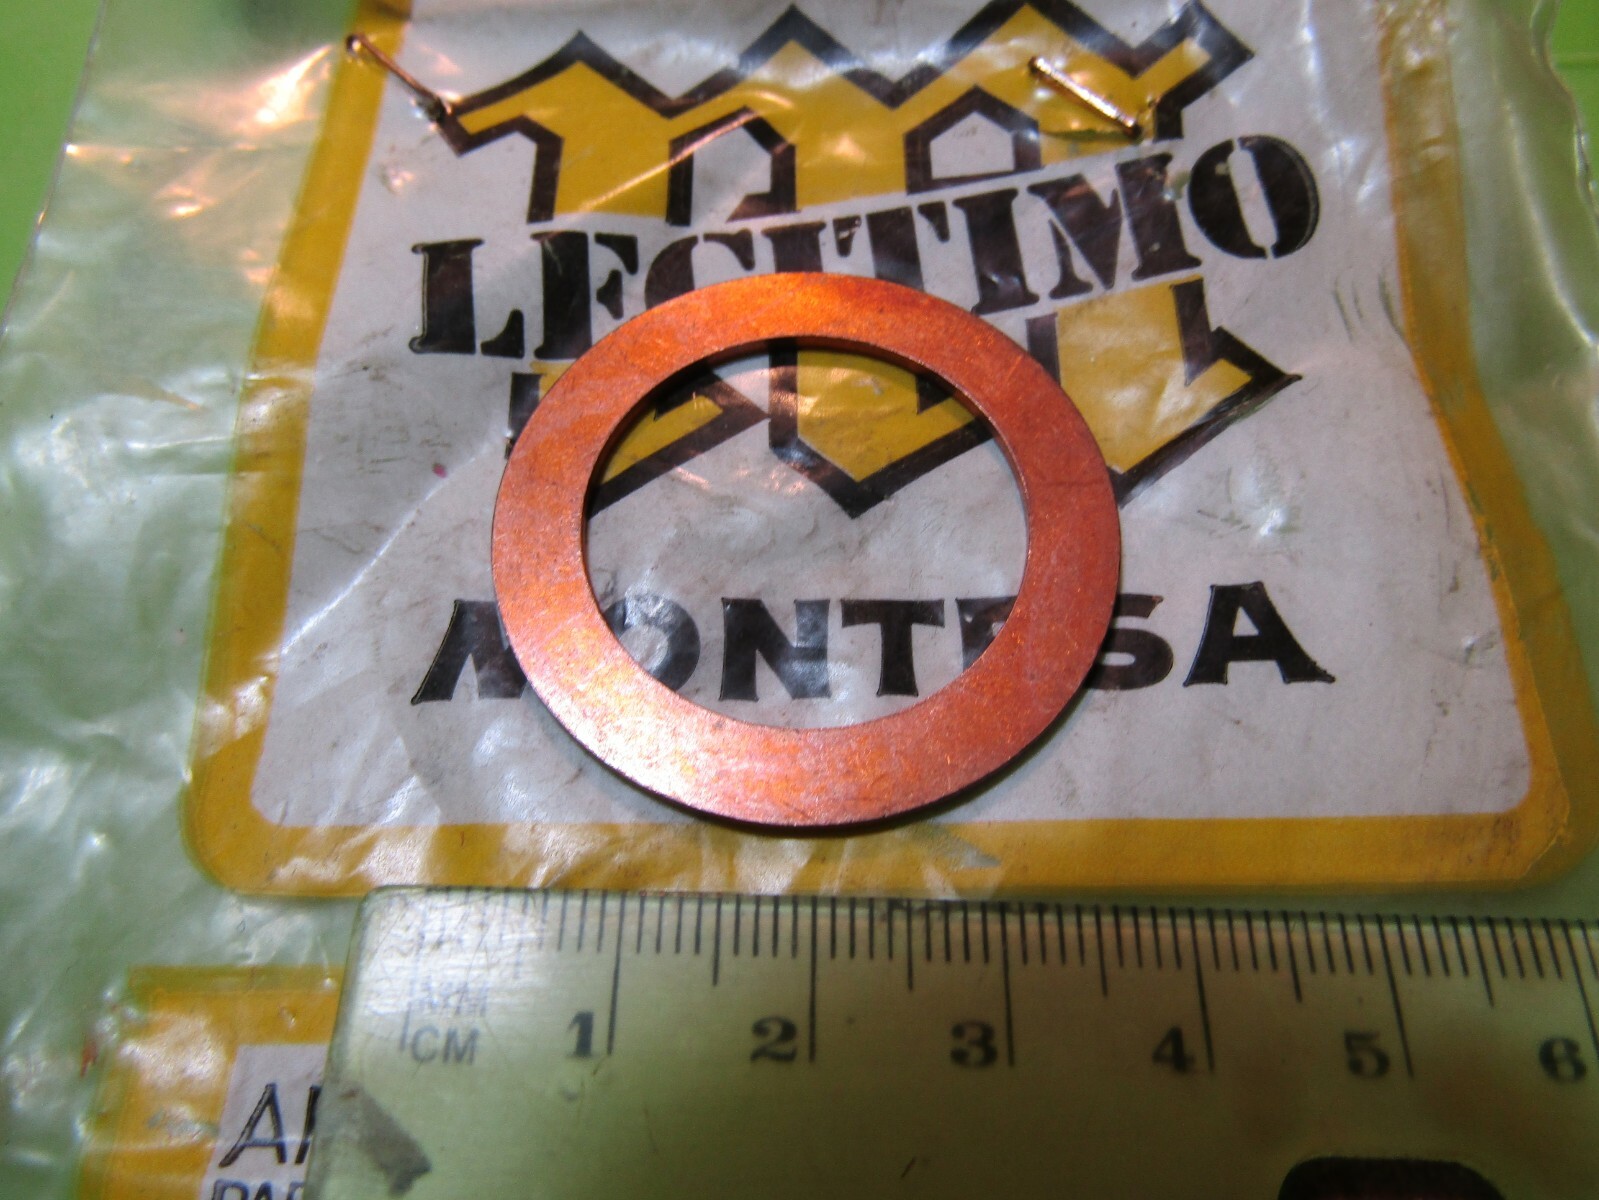 LEGITIMO
MONTESA
MM
CM 1 2 3 4 5 6